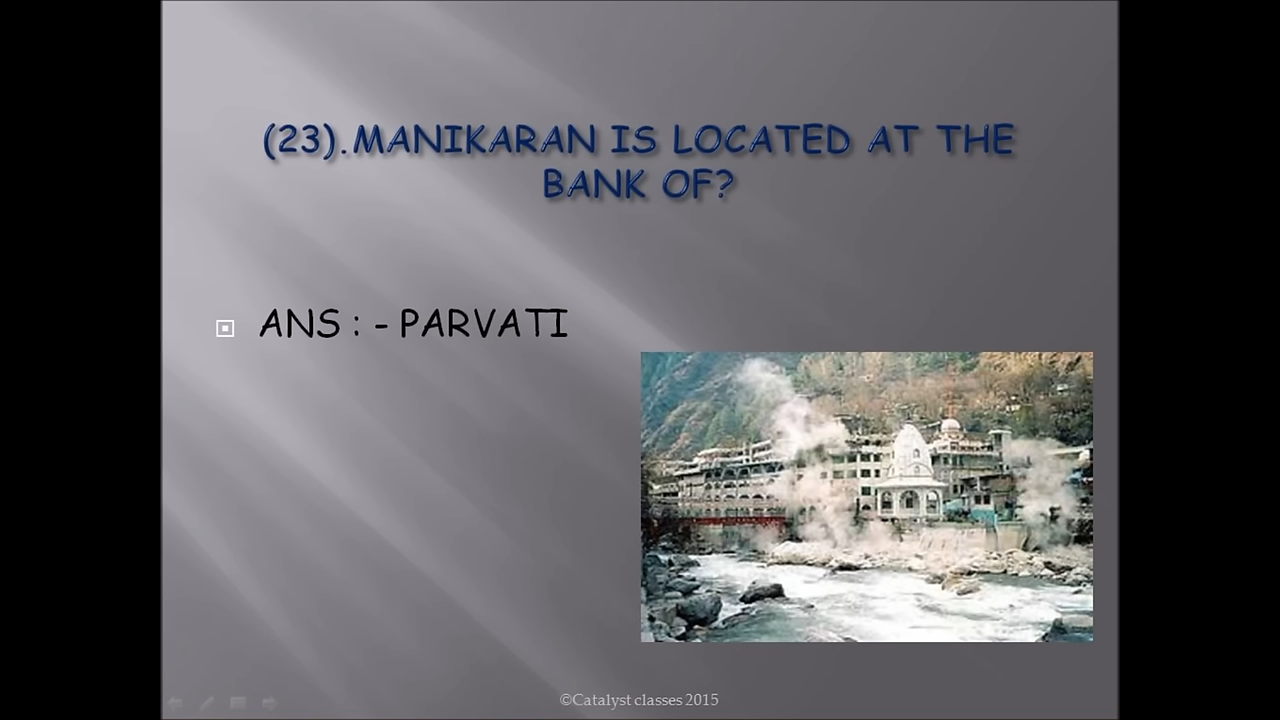 (23).MANIKARAN IS LOCATED AT THE
BANK OF?
ANS : - PARVATI
©Catalyst classes 2015